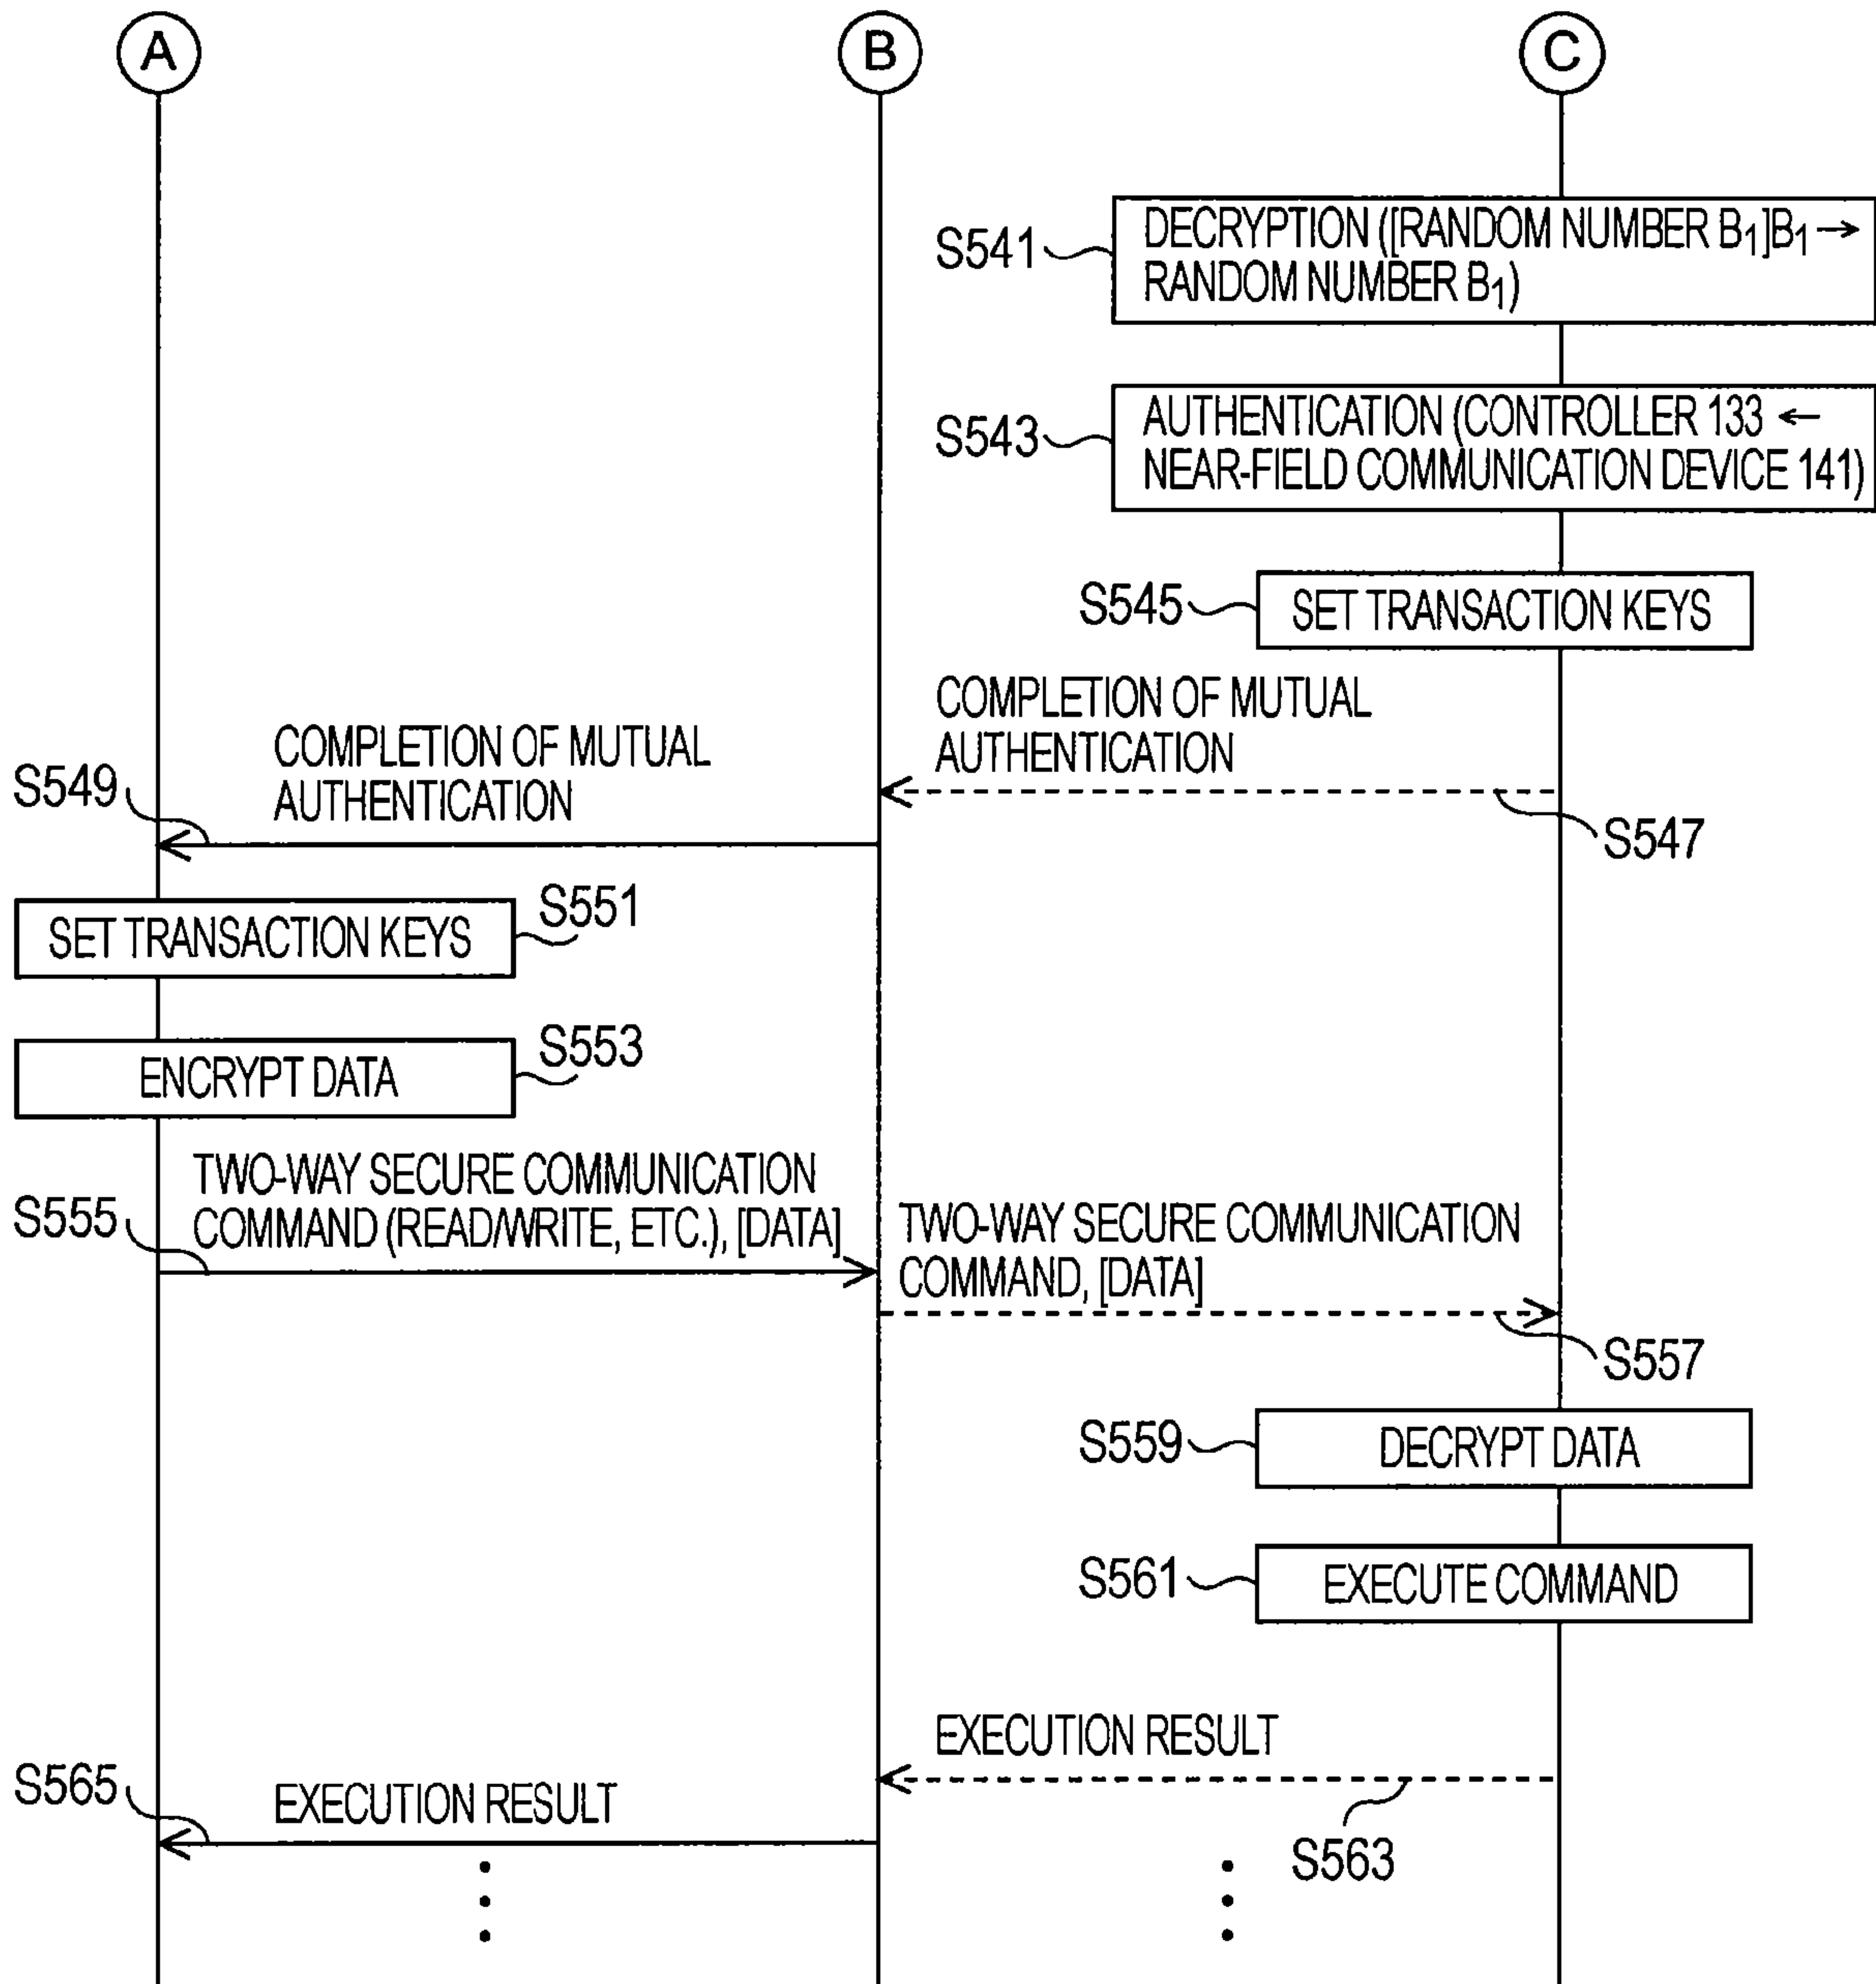 A
B
C
S541
DECRYPTION ([RANDOM NUMBER B1]B1 →
RANDOM NUMBER B1)
S543
AUTHENTICATION (CONTROLLER 133 ←
NEAR-FIELD COMMUNICATION DEVICE 141)
S545
SET TRANSACTION KEYS
COMPLETION OF MUTUAL
AUTHENTICATION
S547
COMPLETION OF MUTUAL
AUTHENTICATION
S549
SET TRANSACTION KEYS
S551
ENCRYPT DATA
S553
TWO-WAY SECURE COMMUNICATION
COMMAND (READ/WRITE, ETC.), [DATA]
S555
TWO-WAY SECURE COMMUNICATION
COMMAND, [DATA]
S557
S559
DECRYPT DATA
S561
EXECUTE COMMAND
EXECUTION RESULT
S563
S565
EXECUTION RESULT